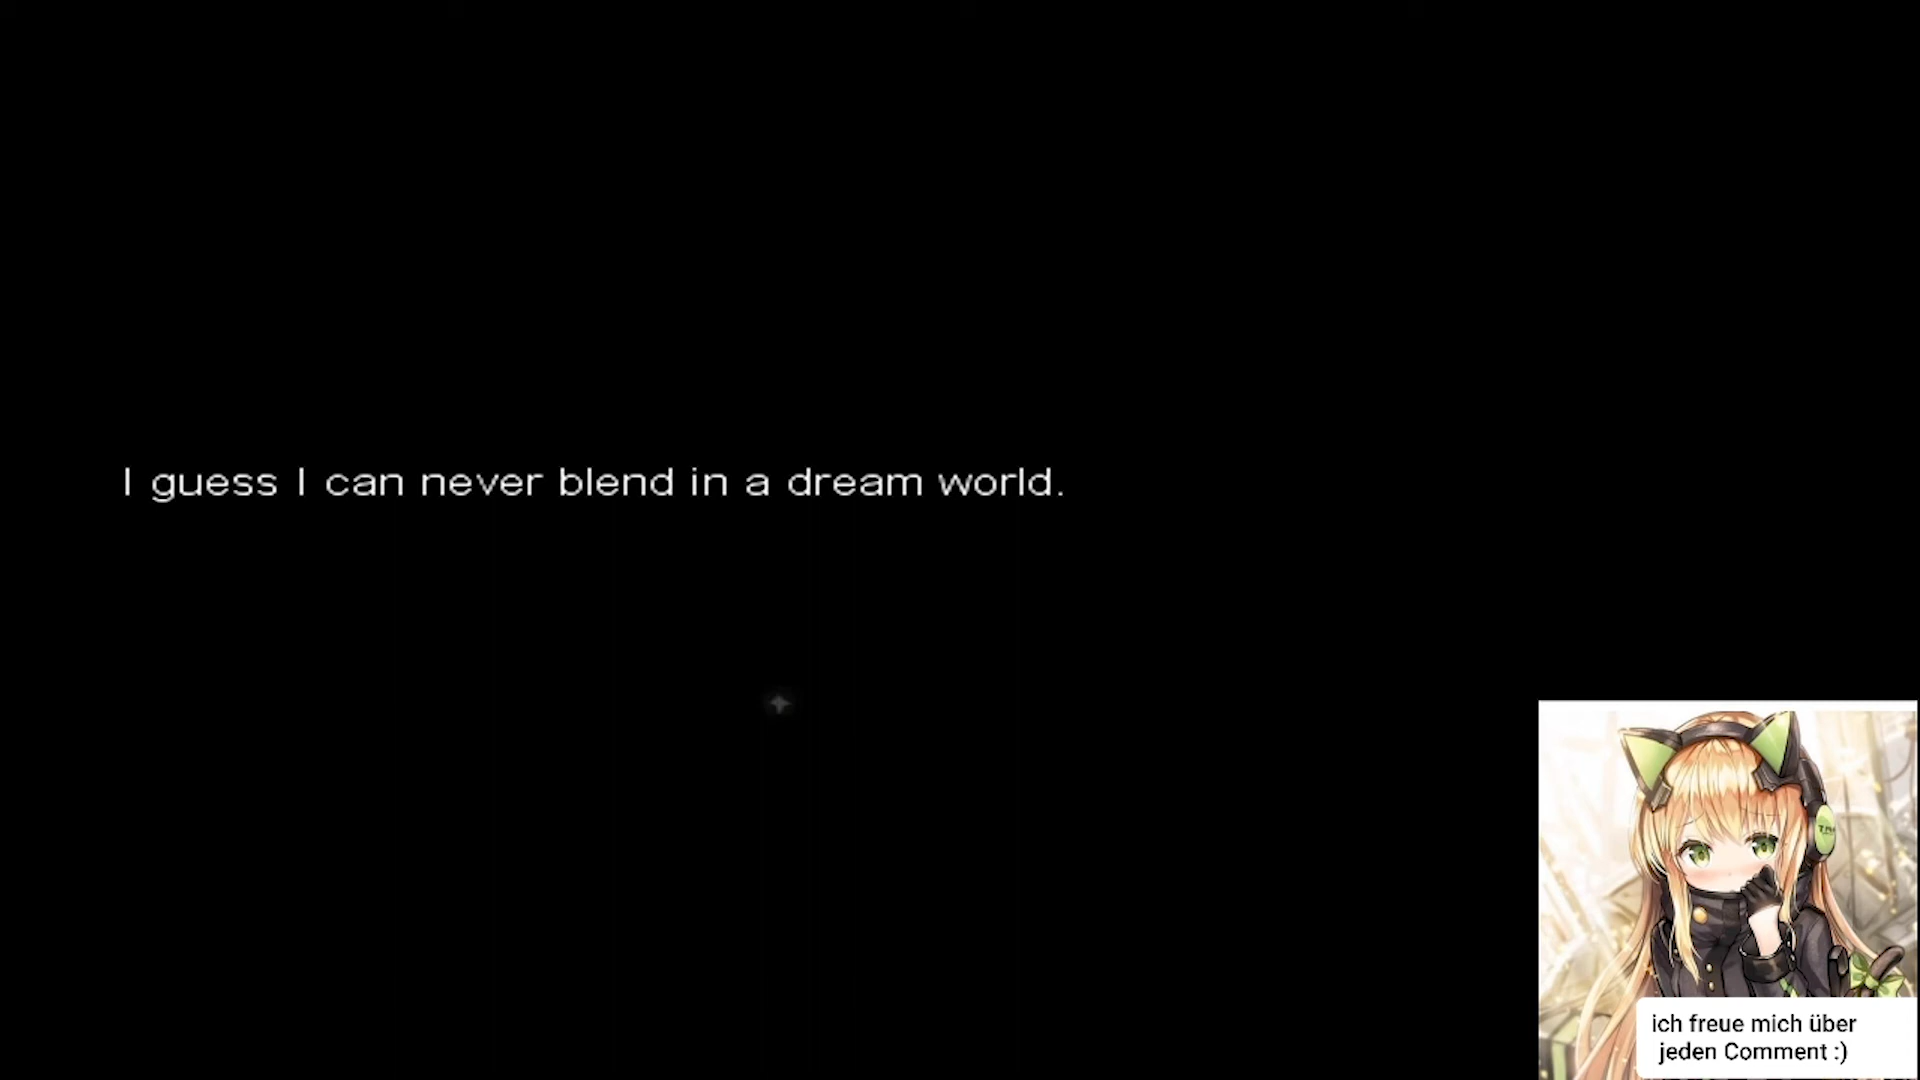 I guess I can never blend in a dream world.
ich freue mich über
jeden Comment :)